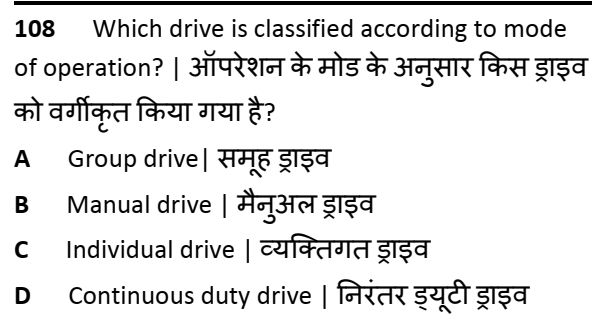 108 Which drive is classified according to mode
of operation? | ऑपरेशन के मोड के अनुसार किस ड्राइव
को वर्गीकृत किया गया है?
A Group drive| समूह ड्राइव
B Manual drive | मैनुअल ड्राइव
C Individual drive | व्यक्तिगत ड्राइव
D Continuous duty drive | निरंतर ड्यूटी ड्राइव